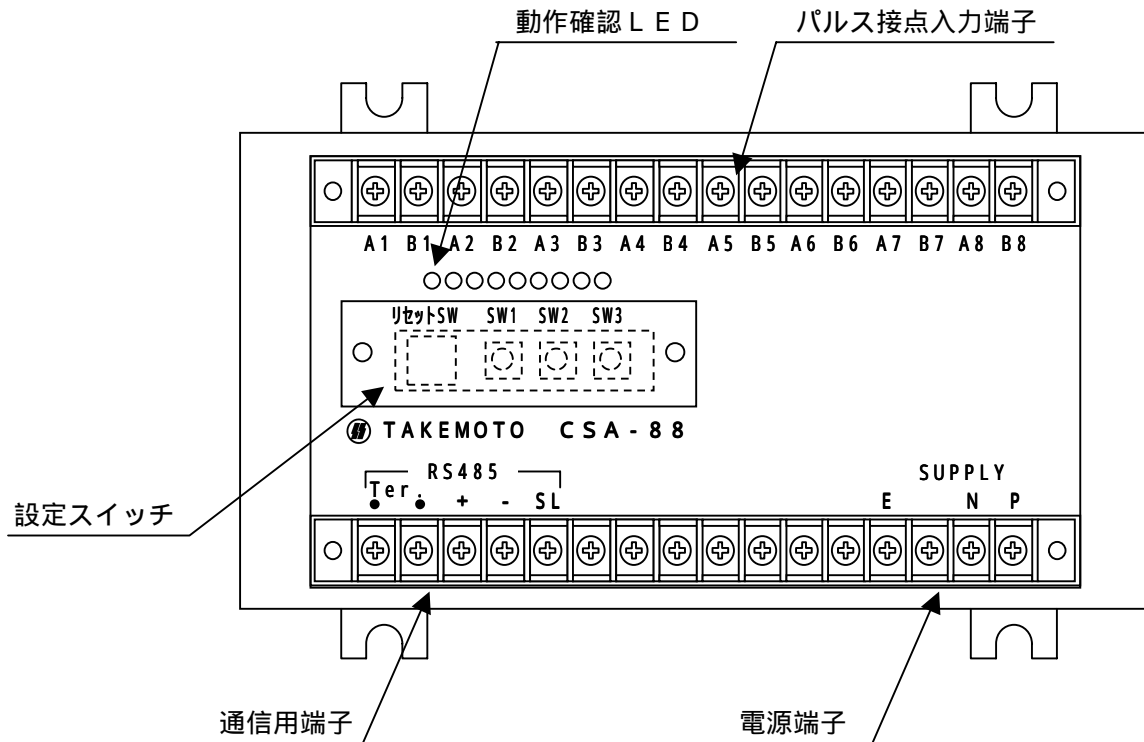 動作確認ＬＥＤ パルス接点入力端子
A1 B1 A2 B2 A3 B3 A4 B4 A5 B5 A6 B6 A7 B7 A8 B8
リセットSW SW1 SW2 SW3
TAKEMOTO CSA-88
RS485 SUPPLY
Ter. + - SL E N P
設定スイッチ
通信用端子 電源端子